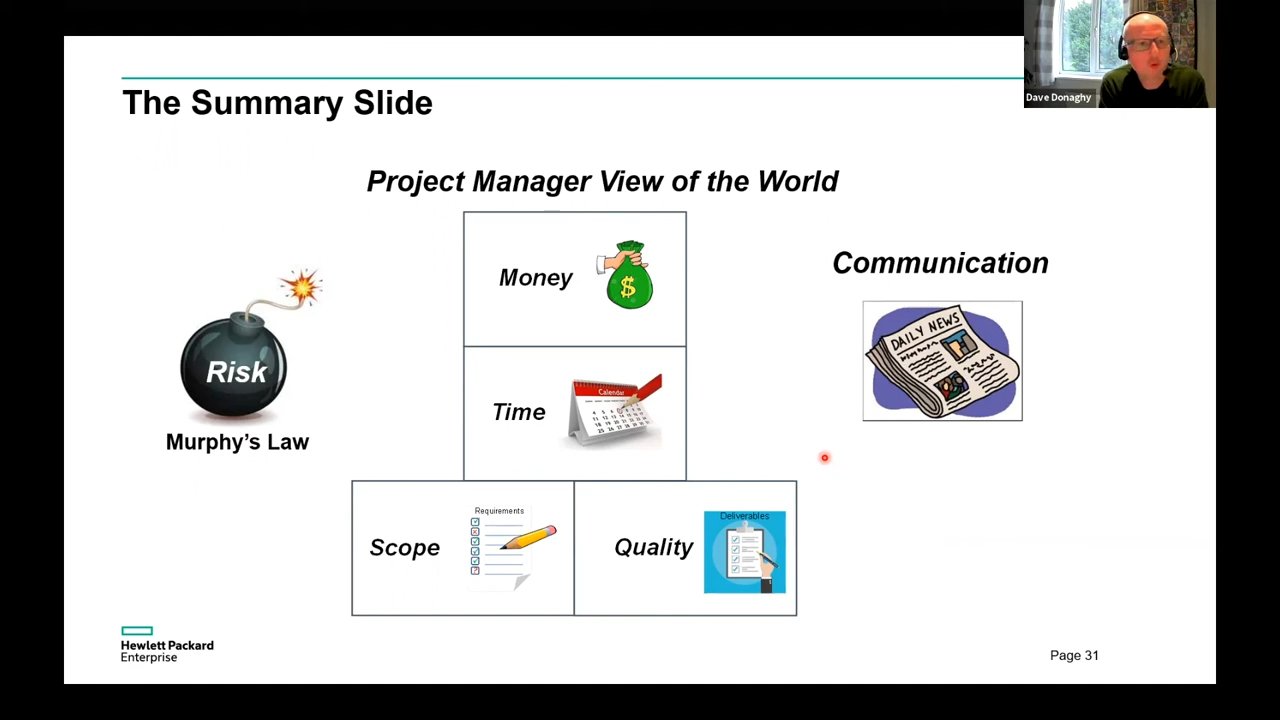 Dave Donaghy
The Summary Slide
Project Manager View of the World
Money
$
Communication
DAILY NEWS
Risk
Murphy's Law
Time
Calendar
Scope
Requirements
Quality
Deliverables
Hewlett Packard
Enterprise
Page 31